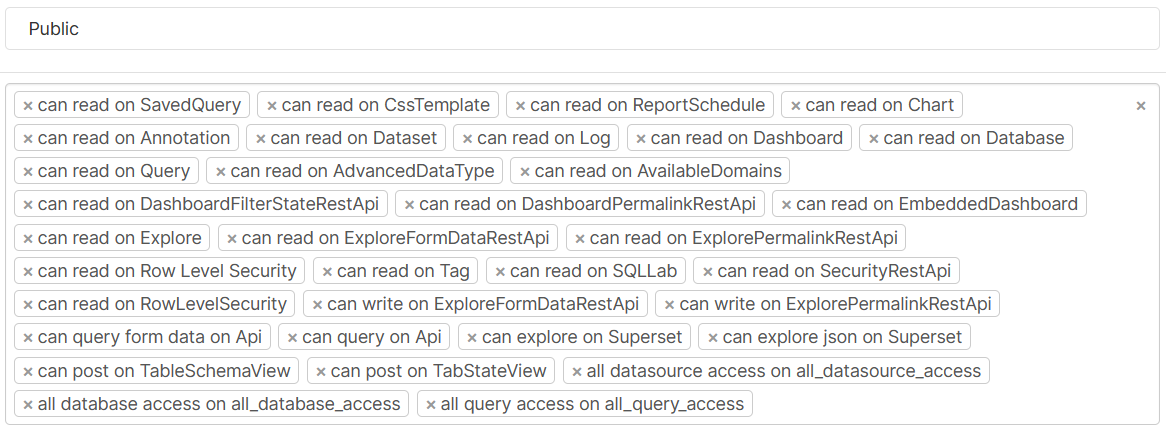 Public
× can read on SavedQuery × can read on CssTemplate × can read on ReportSchedule × can read on Chart ×
× can read on Annotation × can read on Dataset × can read on Log × can read on Dashboard × can read on Database
× can read on Query × can read on AdvancedDataType × can read on AvailableDomains
× can read on DashboardFilterStateRestApi × can read on DashboardPermalinkRestApi × can read on EmbeddedDashboard
× can read on Explore × can read on ExploreFormDataRestApi × can read on ExplorePermalinkRestApi
× can read on Row Level Security × can read on Tag × can read on SQLLab × can read on SecurityRestApi
× can read on RowLevelSecurity × can write on ExploreFormDataRestApi × can write on ExplorePermalinkRestApi
× can query form data on Api × can query on Api × can explore on Superset × can explore json on Superset
× can post on TableSchemaView × can post on TabStateView × all datasource access on all_datasource_access
× all database access on all_database_access × all query access on all_query_access